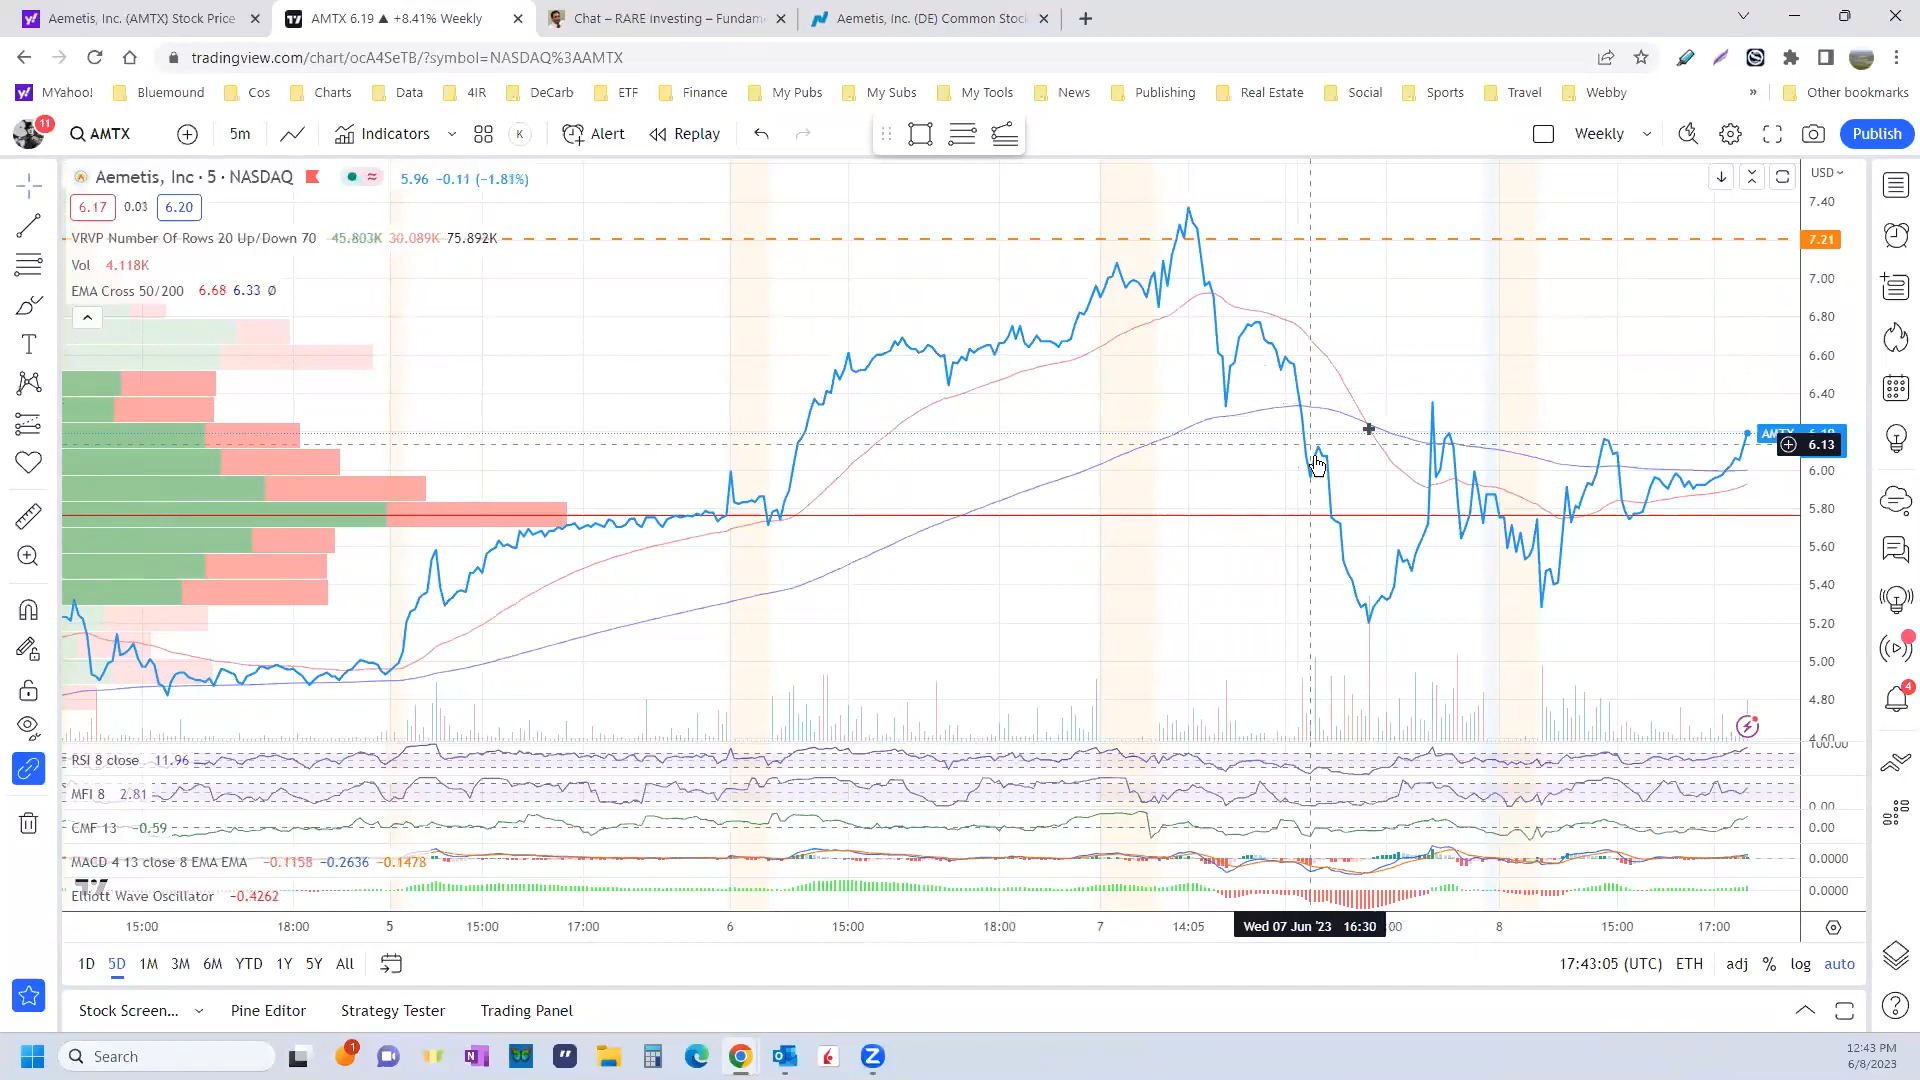 Aemetis, Inc. (AMTX) Stock Price
AMTX 6.19 ▲ +8.41% Weekly
Chat – RARE Investing – Fundam
Aemetis, Inc. (DE) Common Stoc
tradingview.com/chart/ocA4SeTB/?symbol=NASDAQ%3AAMTX
MYahoo! Bluemound Cos Charts Data 4IR DeCarb ETF Finance My Pubs My Subs My Tools News Publishing Real Estate Social Sports Travel Webby » Other bookmarks
11
AMTX 5m Indicators K Alert Replay Weekly Publish
Aemetis, Inc · 5 · NASDAQ 5.96 −0.11 (−1.81%)
USD
6.17 0.03 6.20
7.40
VRVP Number Of Rows 20 Up/Down 70 45.803K 30.089K 75.892K
7.21
Vol 4.118K
7.00
EMA Cross 50/200 6.68 6.33 Ø
6.80
6.60
6.40
6.13
6.00
5.80
5.60
5.40
5.20
5.00
4.80
4.60
100.00
RSI 8 close 11.96
MFI 8 2.81
0.00
CMF 13 −0.59
0.00
MACD 4 13 close 8 EMA EMA −0.1158 −0.2636 −0.1478
0.0000
Elliott Wave Oscillator −0.4262
0.0000
15:00 18:00 5 15:00 17:00 6 15:00 18:00 7 14:05 Wed 07 Jun '23 16:30 :00 8 15:00 17:00
1D 5D 1M 3M 6M YTD 1Y 5Y All
17:43:05 (UTC) ETH adj % log auto
Stock Screen... Pine Editor Strategy Tester Trading Panel
4
Search
1
12:43 PM
6/8/2023